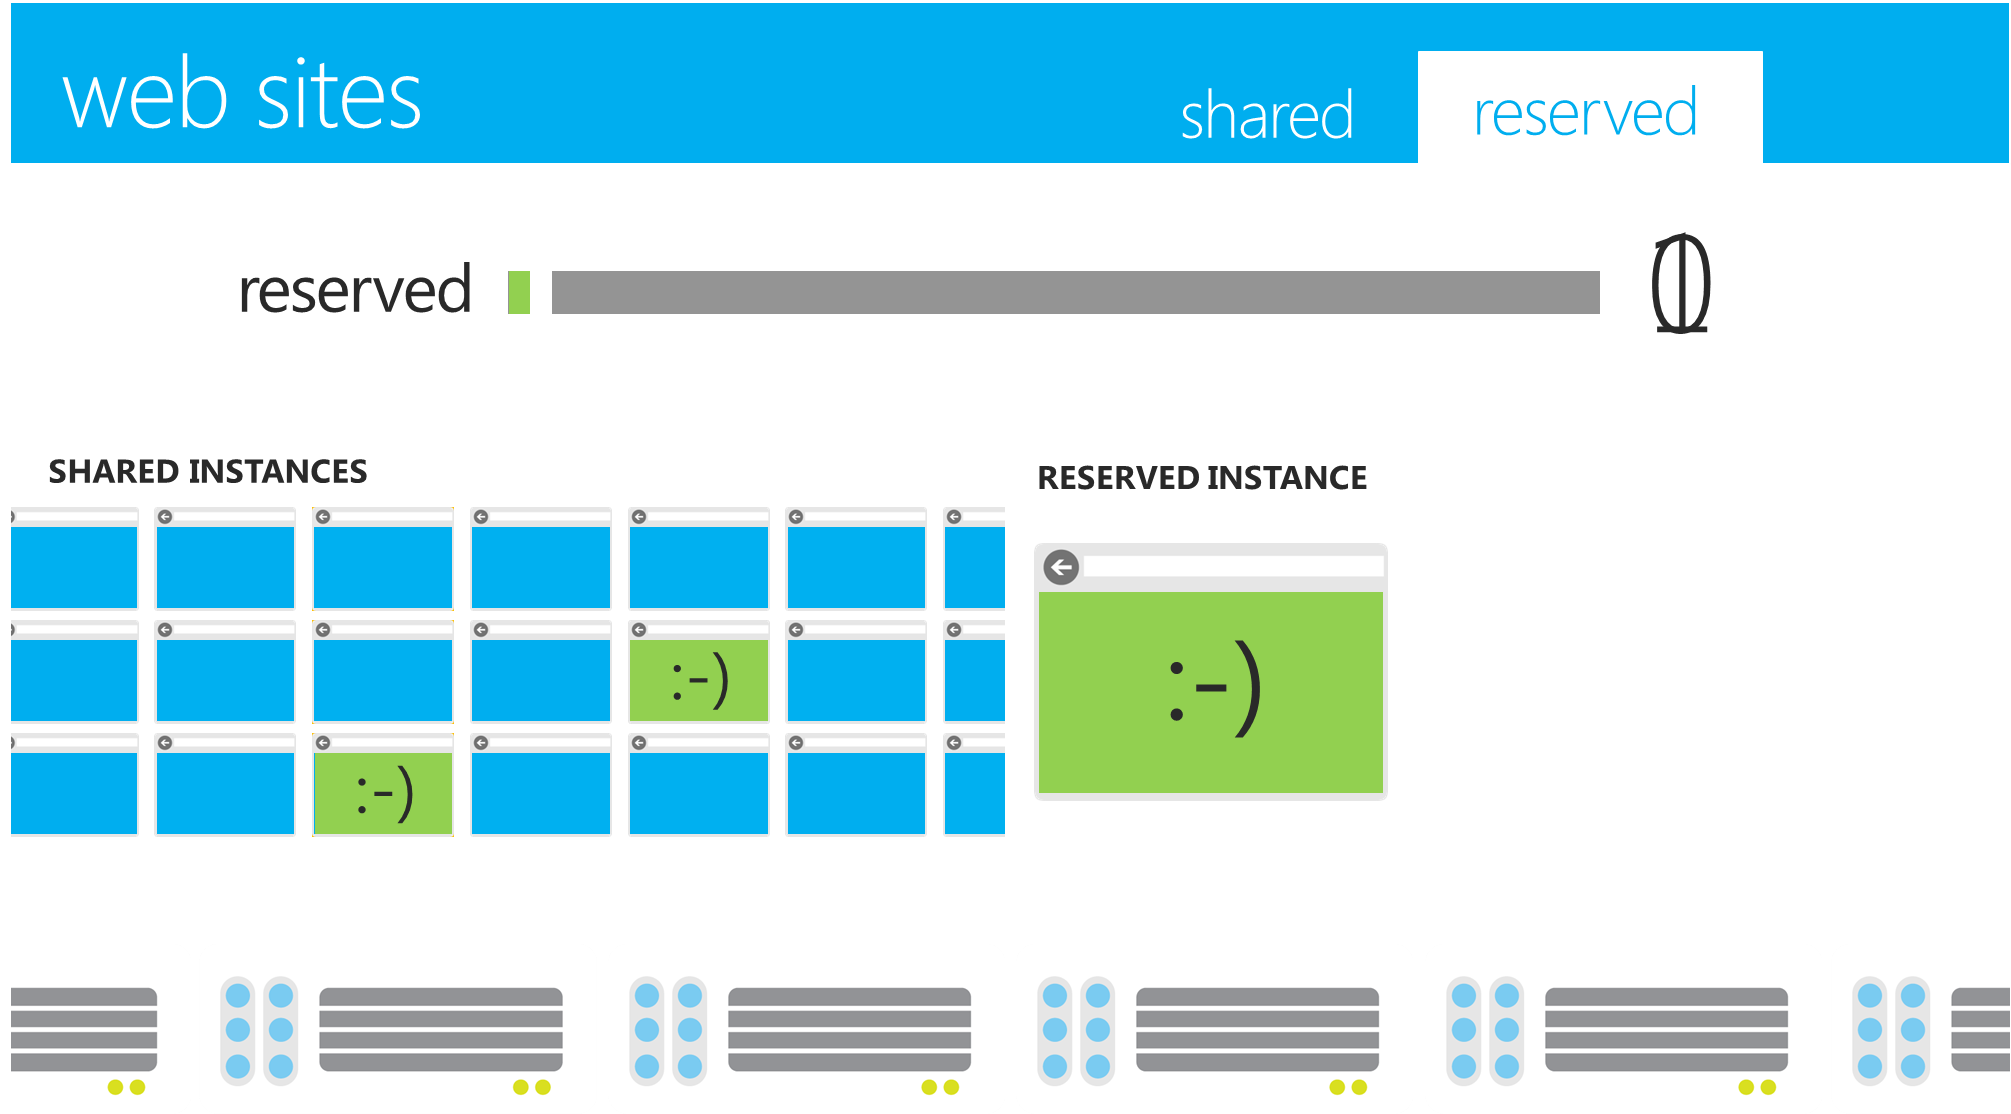 web sites
shared
reserved
reserved
SHARED INSTANCES
RESERVED INSTANCE
:-)
:-)
:-)